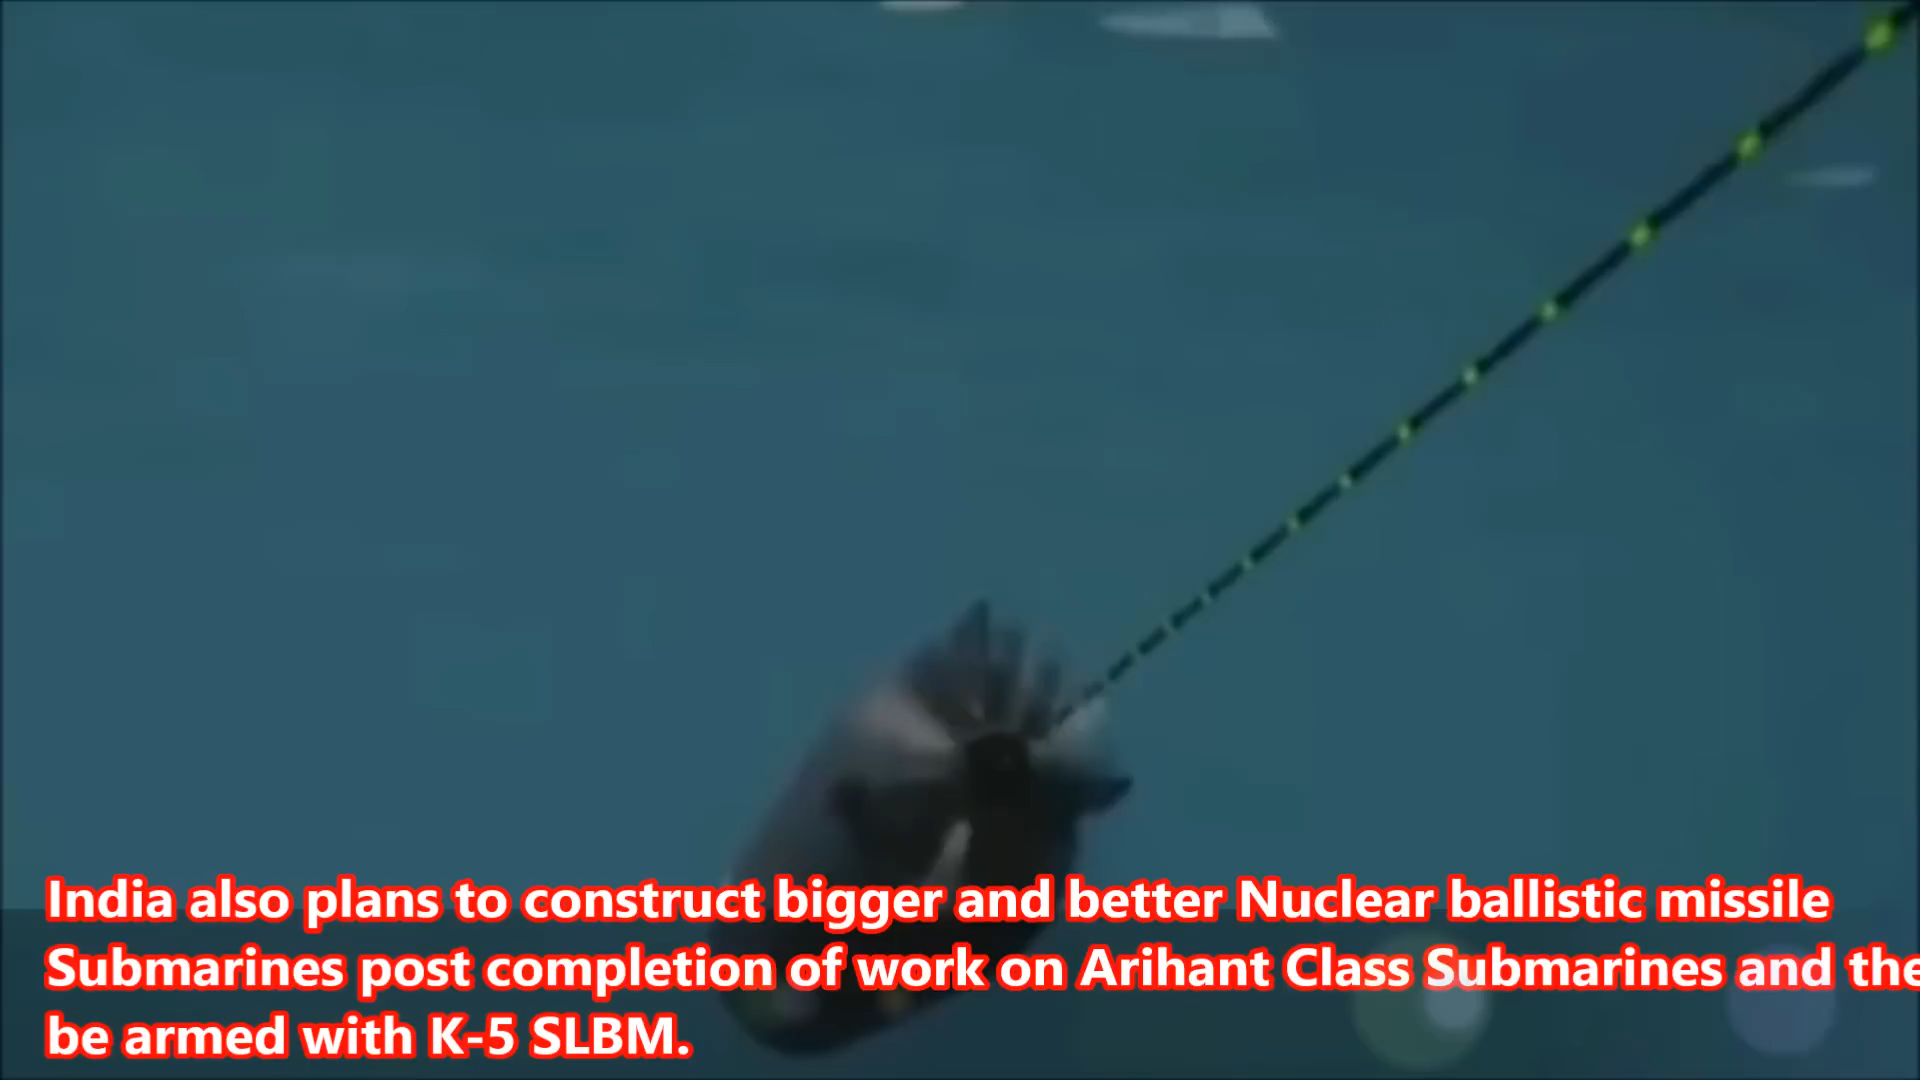 India also plans to construct bigger and better Nuclear ballistic missile
Submarines post completion of work on Arihant Class Submarines and the
be armed with K-5 SLBM.